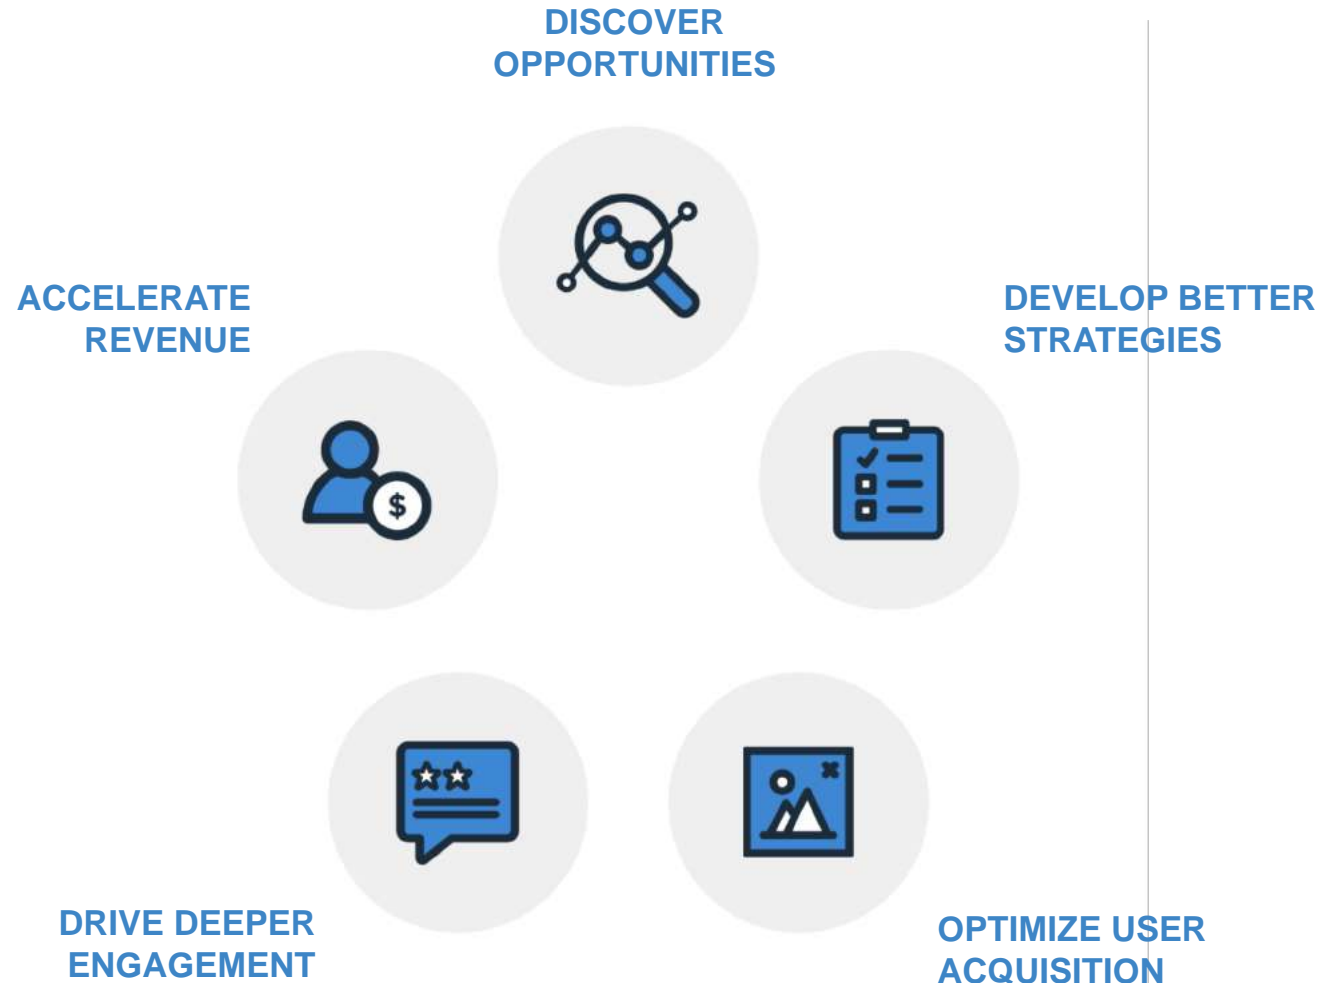 DISCOVER
OPPORTUNITIES
ACCELERATE
REVENUE
DEVELOP BETTER
STRATEGIES
$
DRIVE DEEPER
ENGAGEMENT
OPTIMIZE USER
ACQUISITION